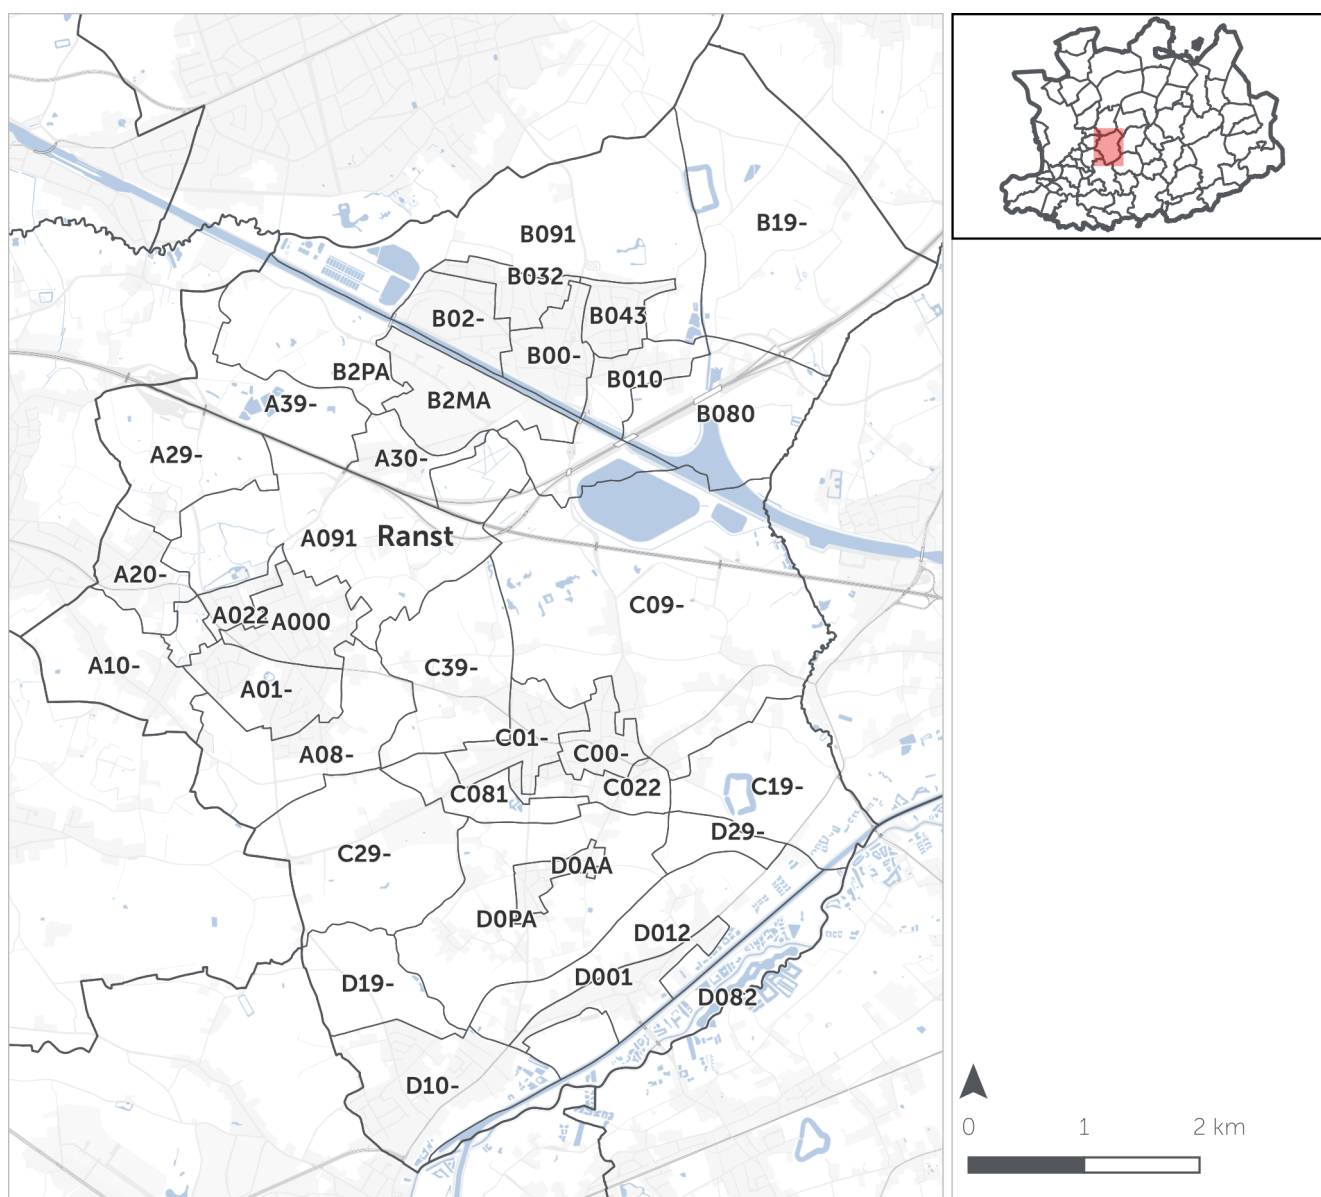 B19-
B091
B032
B02-
B043
B00-
B2PA
B010
B2MA
A39-
B080
A29-
A30-
A091
Ranst
A20-
C09-
A022
A000
A10-
C39-
A01-
C01-
A08-
C00-
C081
C022
C19-
D29-
C29-
D0AA
D0PA
D012
D19-
D001
D082
D10-
0 1 2 km